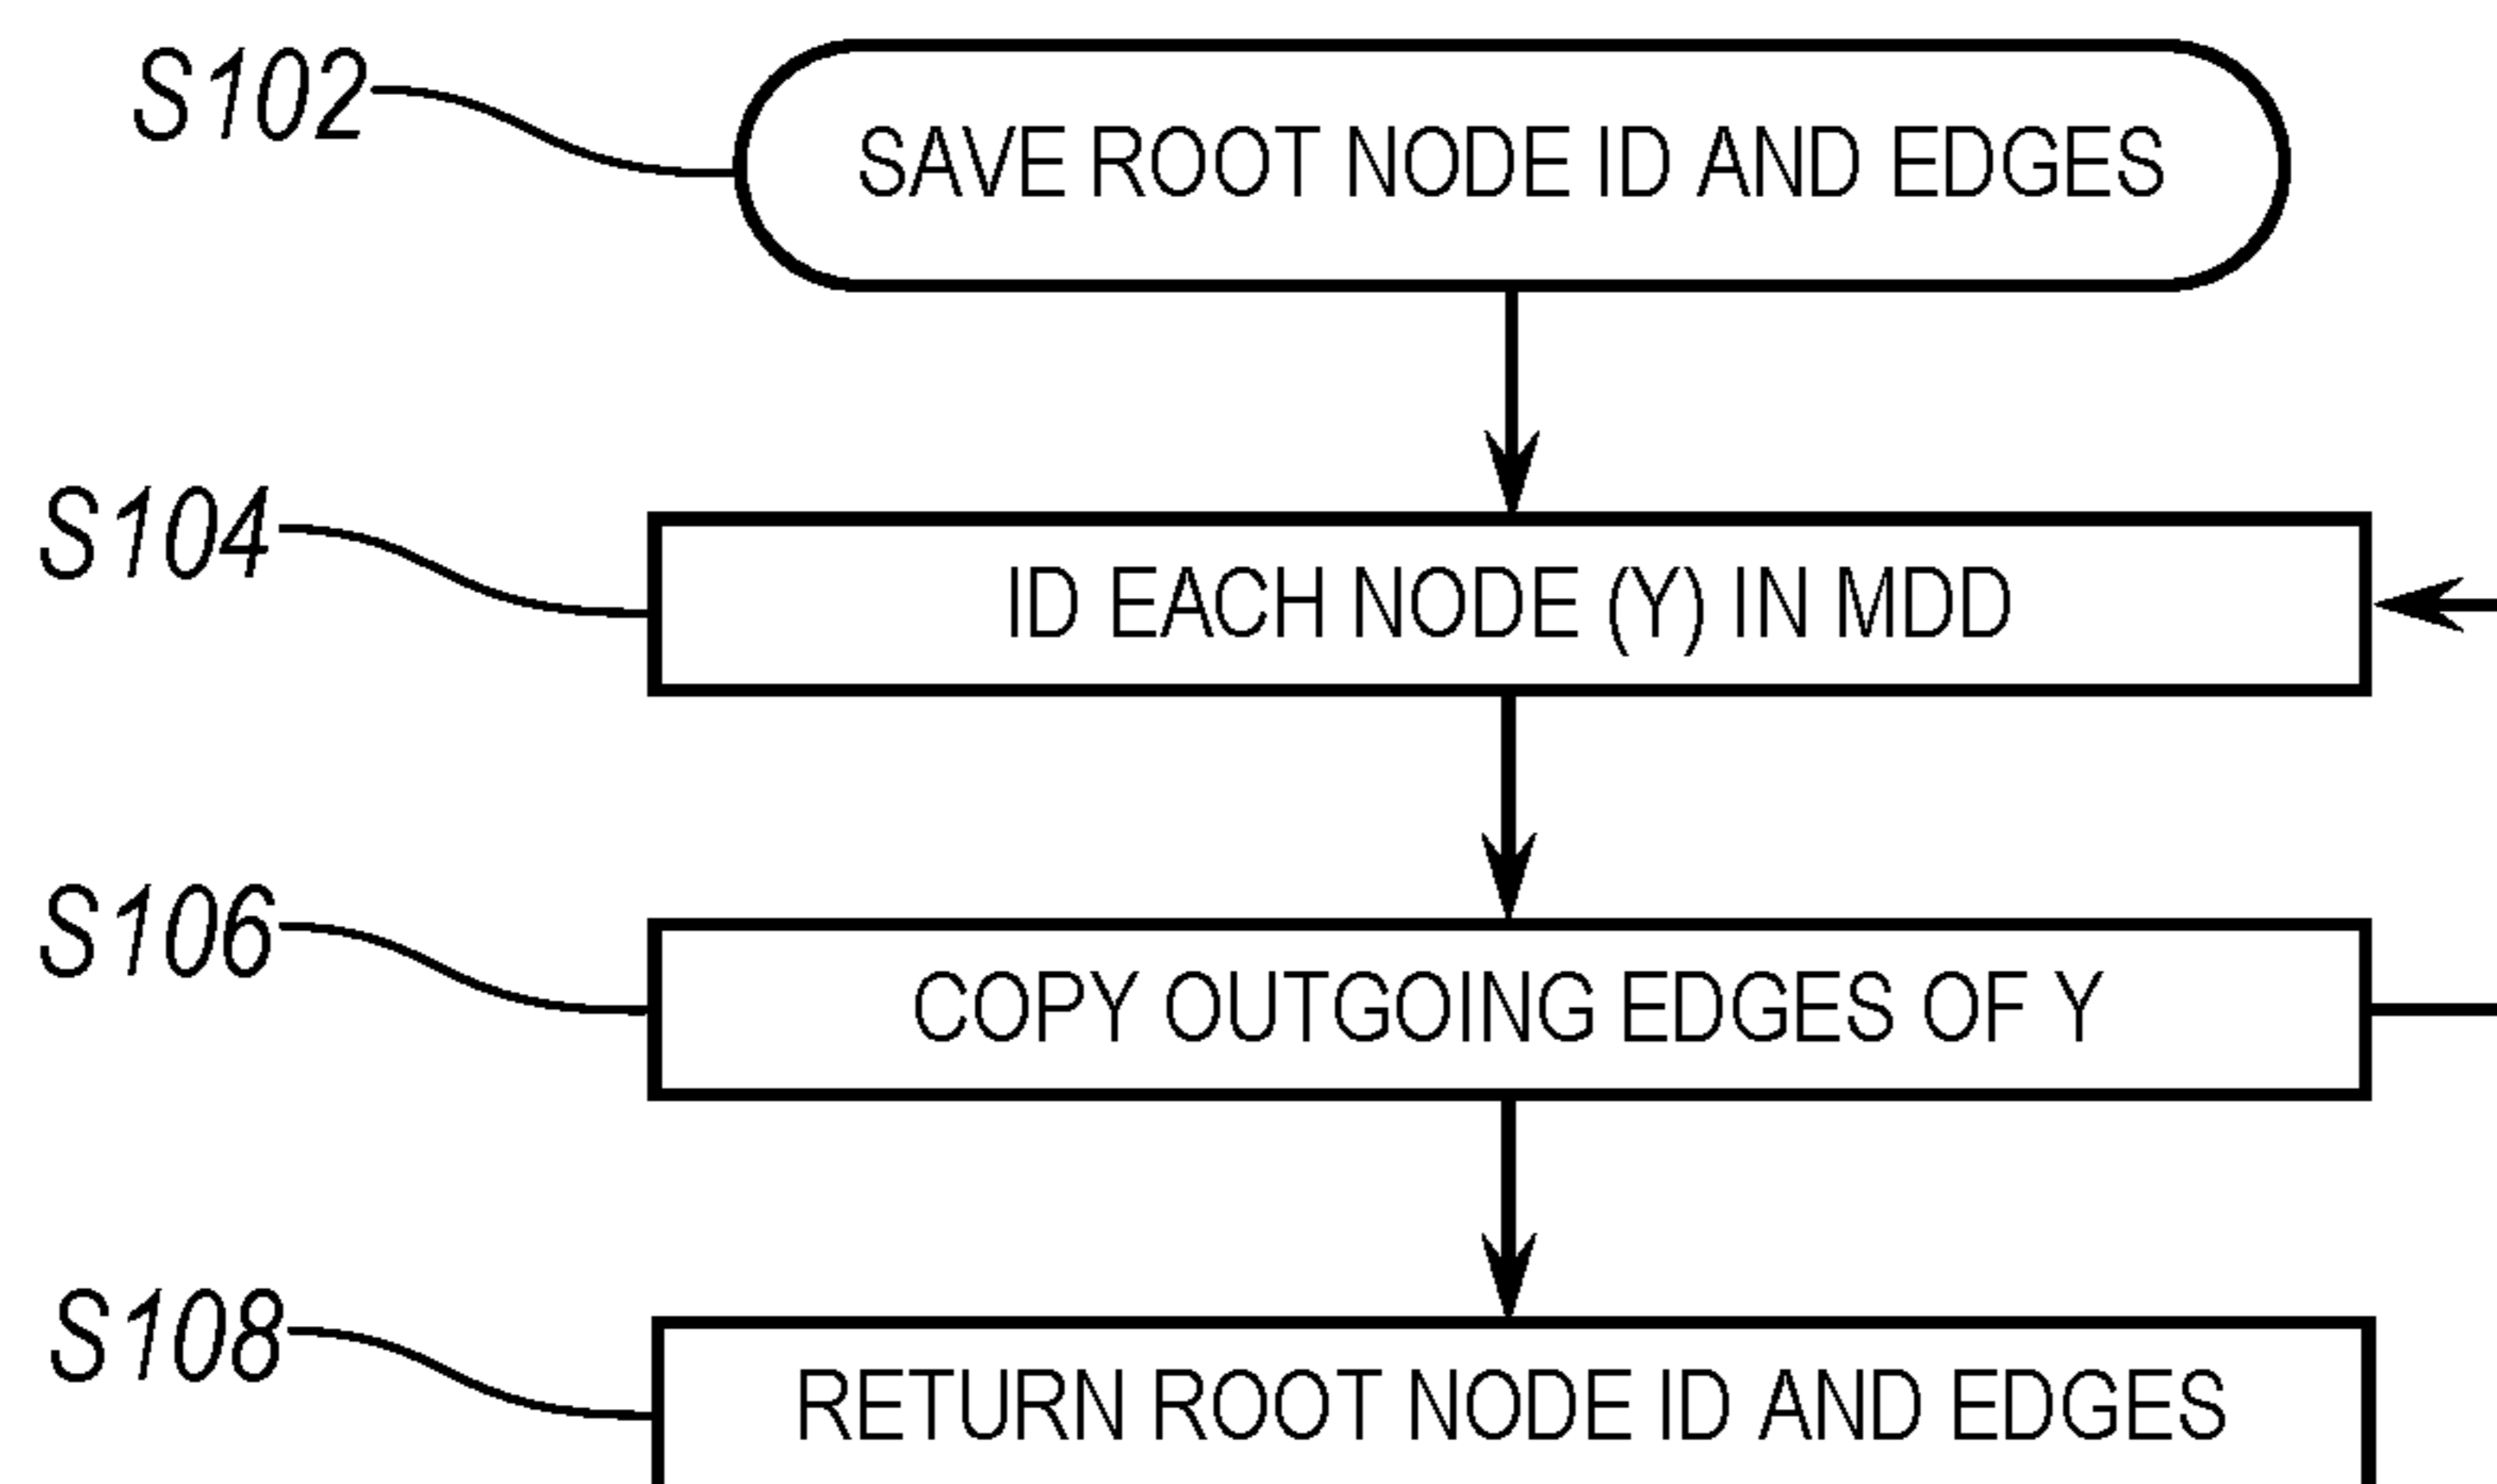 S102
SAVE ROOT NODE ID AND EDGES
S104
ID EACH NODE (Y) IN MDD
S106
COPY OUTGOING EDGES OF Y
S108
RETURN ROOT NODE ID AND EDGES